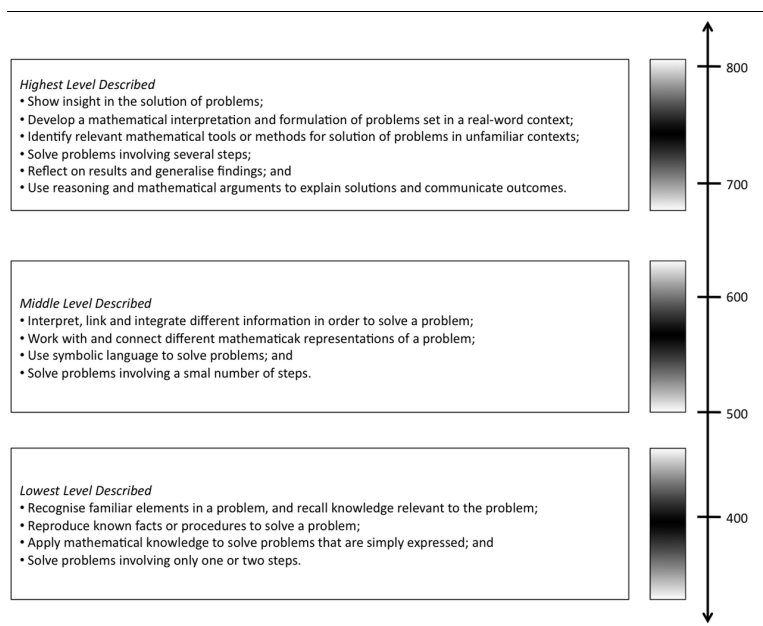 Highest Level Described
• Show insight in the solution of problems;
• Develop a mathematical interpretation and formulation of problems set in a real-word context;
• Identify relevant mathematical tools or methods for solution of problems in unfamiliar contexts;
• Solve problems involving several steps;
• Reflect on results and generalise findings; and
• Use reasoning and mathematical arguments to explain solutions and communicate outcomes.
800
700
Middle Level Described
• Interpret, link and integrate different information in order to solve a problem;
• Work with and connect different mathematicak representations of a problem;
• Use symbolic language to solve problems; and
• Solve problems involving a smal number of steps.
600
500
Lowest Level Described
• Recognise familiar elements in a problem, and recall knowledge relevant to the problem;
• Reproduce known facts or procedures to solve a problem;
• Apply mathematical knowledge to solve problems that are simply expressed; and
• Solve problems involving only one or two steps.
400